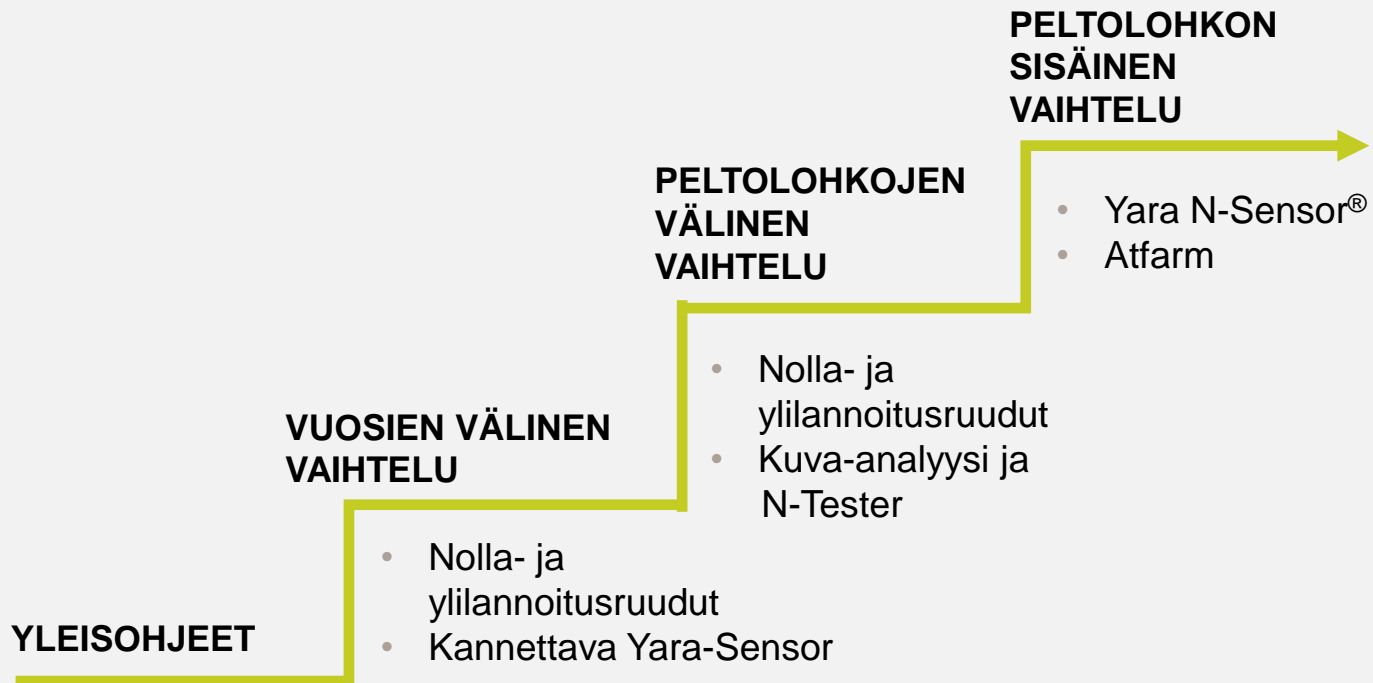 YLEISOHJEET
VUOSIEN VÄLINEN
VAIHTELU
• Nolla- ja
ylilannoitusruudut
• Kannettava Yara-Sensor
PELTOLOHKOJEN
VÄLINEN
VAIHTELU
• Nolla- ja
ylilannoitusruudut
• Kuva-analyysi ja
N-Tester
PELTOLOHKON
SISÄINEN
VAIHTELU
• Yara N-Sensor®
• Atfarm